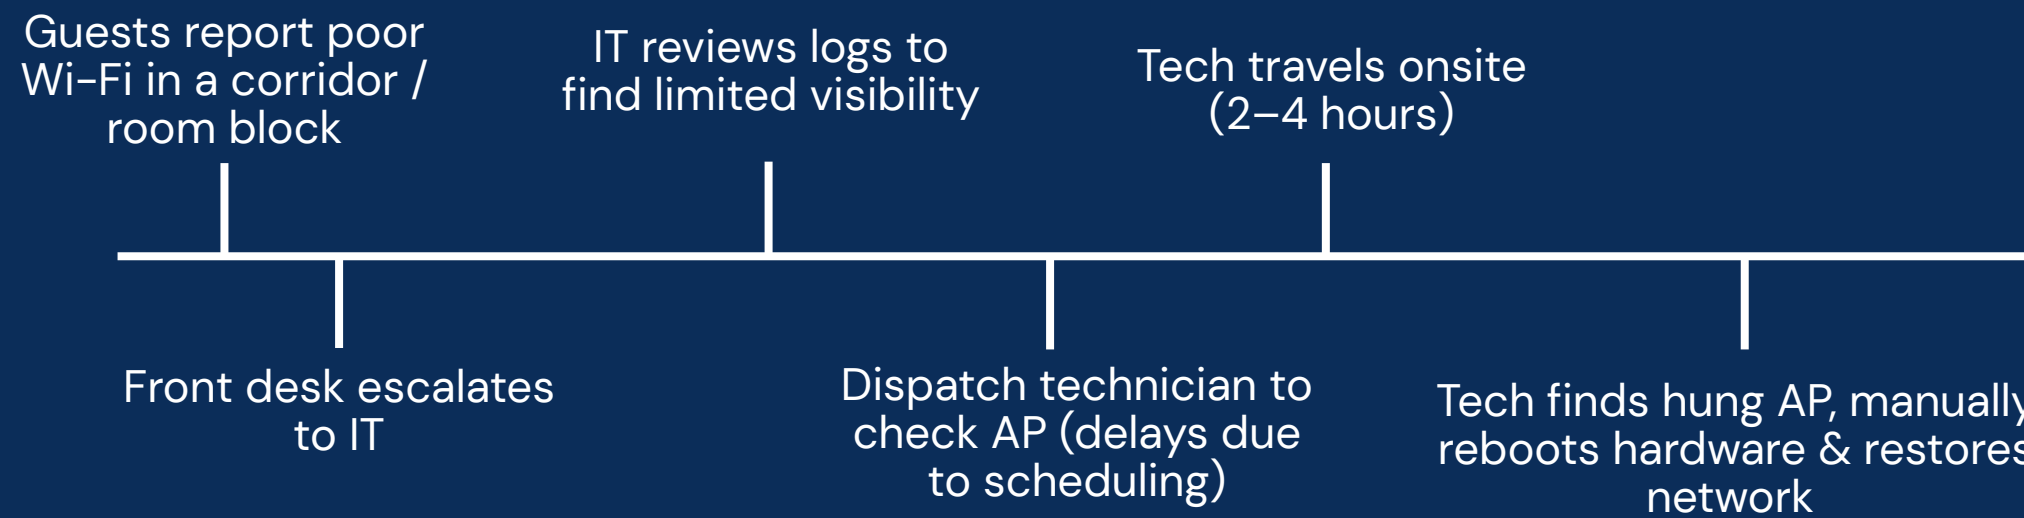 Guests report poor
Wi-Fi in a corridor /
room block
Front desk escalates
to IT
IT reviews logs to
find limited visibility
Dispatch technician to
check AP (delays due
to scheduling)
Tech travels onsite
(2–4 hours)
Tech finds hung AP, manually
reboots hardware & restores
network